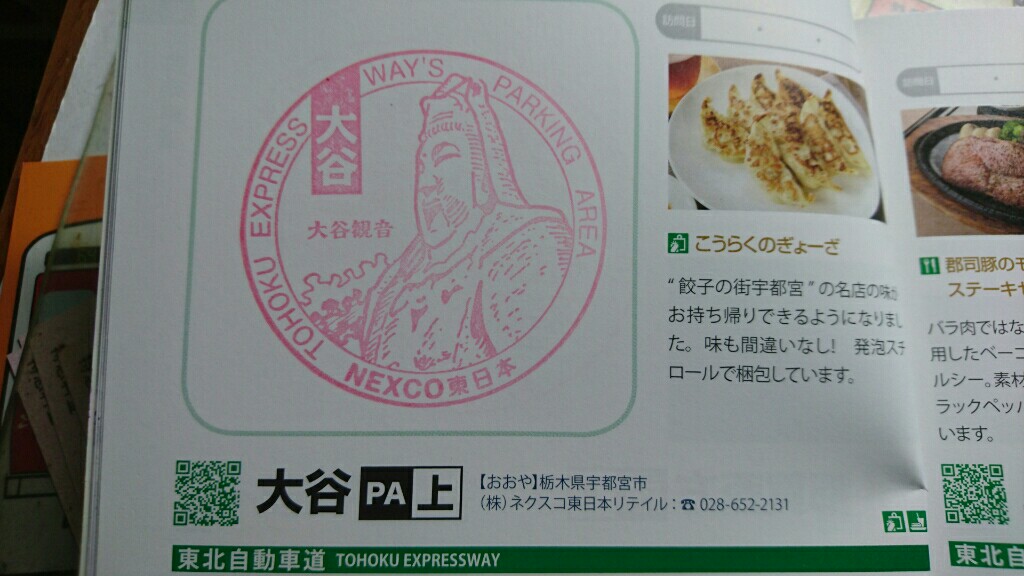 TOHOKU EXPRESS WAY'S PARKING AREA
大谷
大谷観音
NEXCO東日本
訪問日
こうらくのぎょーざ
“餃子の街宇都宮”の名店の味が
お持ち帰りできるようになりまし
た。味も間違いなし! 発泡スチ
ロールで梱包しています。
大谷 PA 上
【おおや】栃木県宇都宮市
(株)ネクスコ東日本リテイル:☎ 028-652-2131
東北自動車道 TOHOKU EXPRESSWAY
訪問日
郡司豚のモ
ステーキヤ
バラ肉ではな
用したベーコ
ルシー。素材
ラックペッパ
います。
東北自